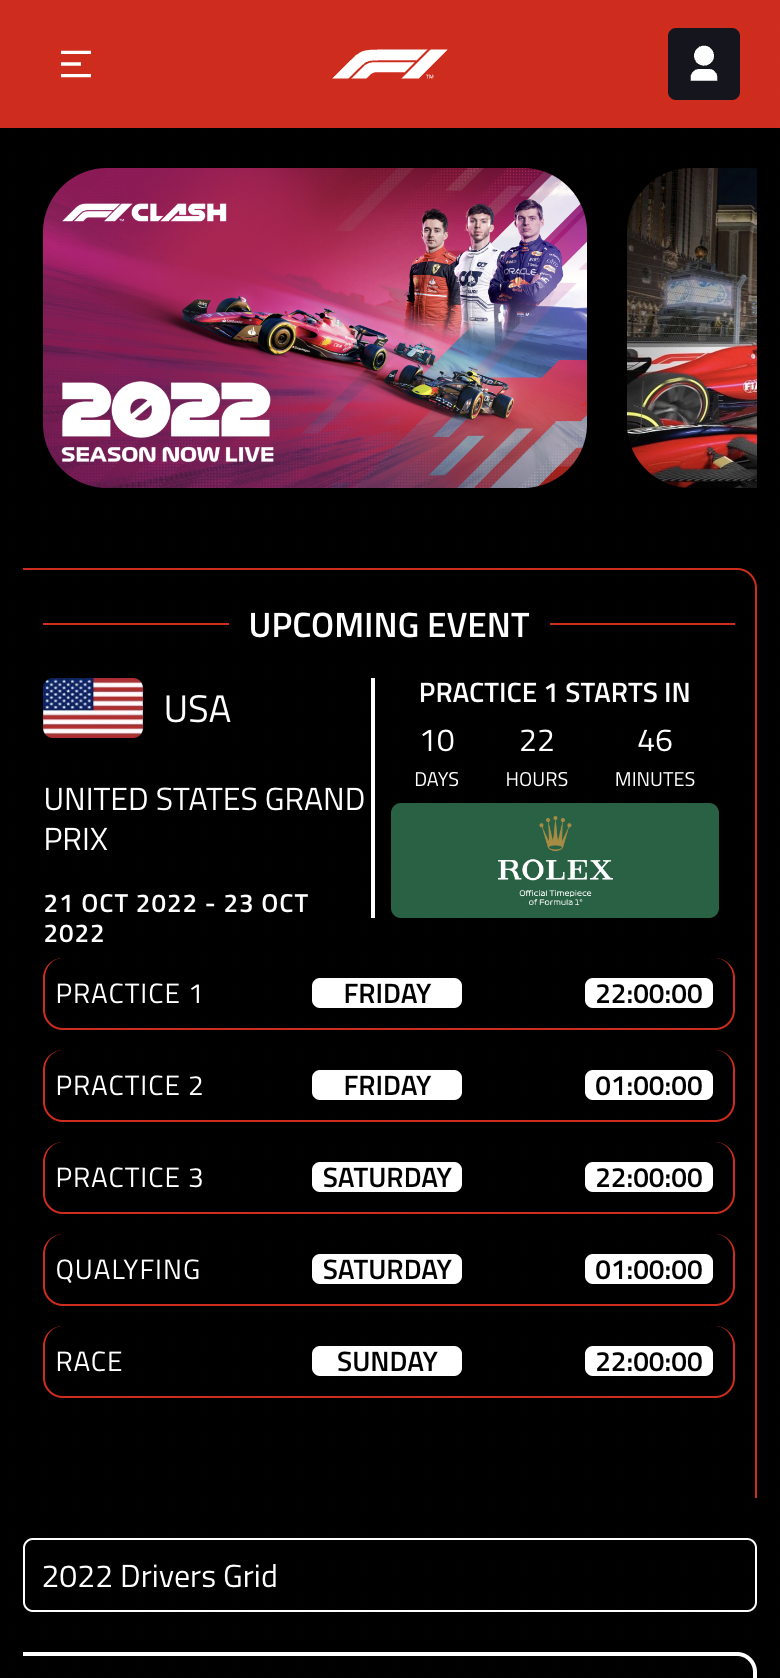 F1
F1 CLASH
2022
SEASON NOW LIVE
ORACLE
UPCOMING EVENT
USA
UNITED STATES GRAND
PRIX
21 OCT 2022 - 23 OCT
2022
PRACTICE 1 STARTS IN
10 22 46
DAYS HOURS MINUTES
ROLEX
Official Timepiece
of Formula 1®
PRACTICE 1 FRIDAY 22:00:00
PRACTICE 2 FRIDAY 01:00:00
PRACTICE 3 SATURDAY 22:00:00
QUALYFING SATURDAY 01:00:00
RACE SUNDAY 22:00:00
2022 Drivers Grid